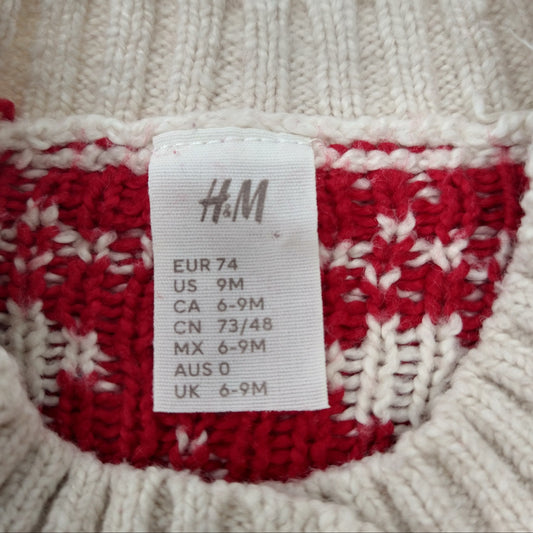 H&M
EUR 74
US 9M
CA 6-9M
CN 73/48
MX 6-9M
AUS 0
UK 6-9M